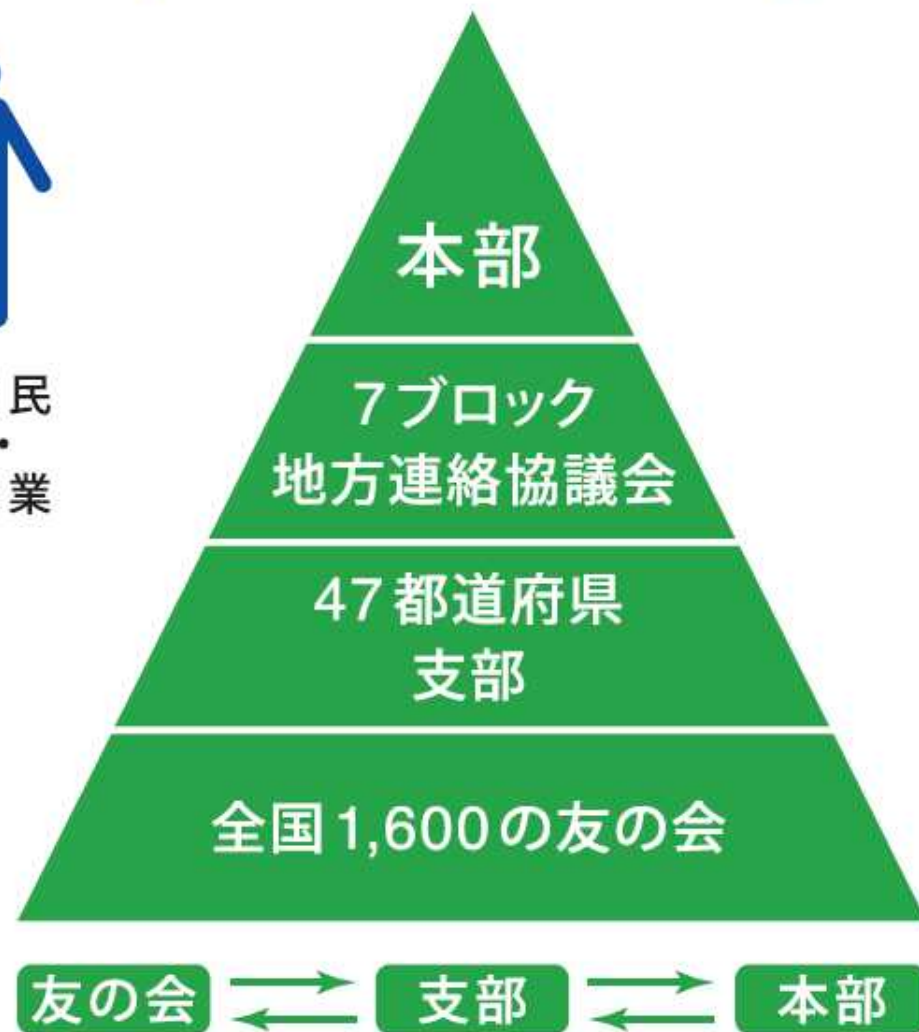 本部
民
・
業
7ブロック
地方連絡協議会
47都道府県
支部
全国1,600の友の会
友の会
支部
本部